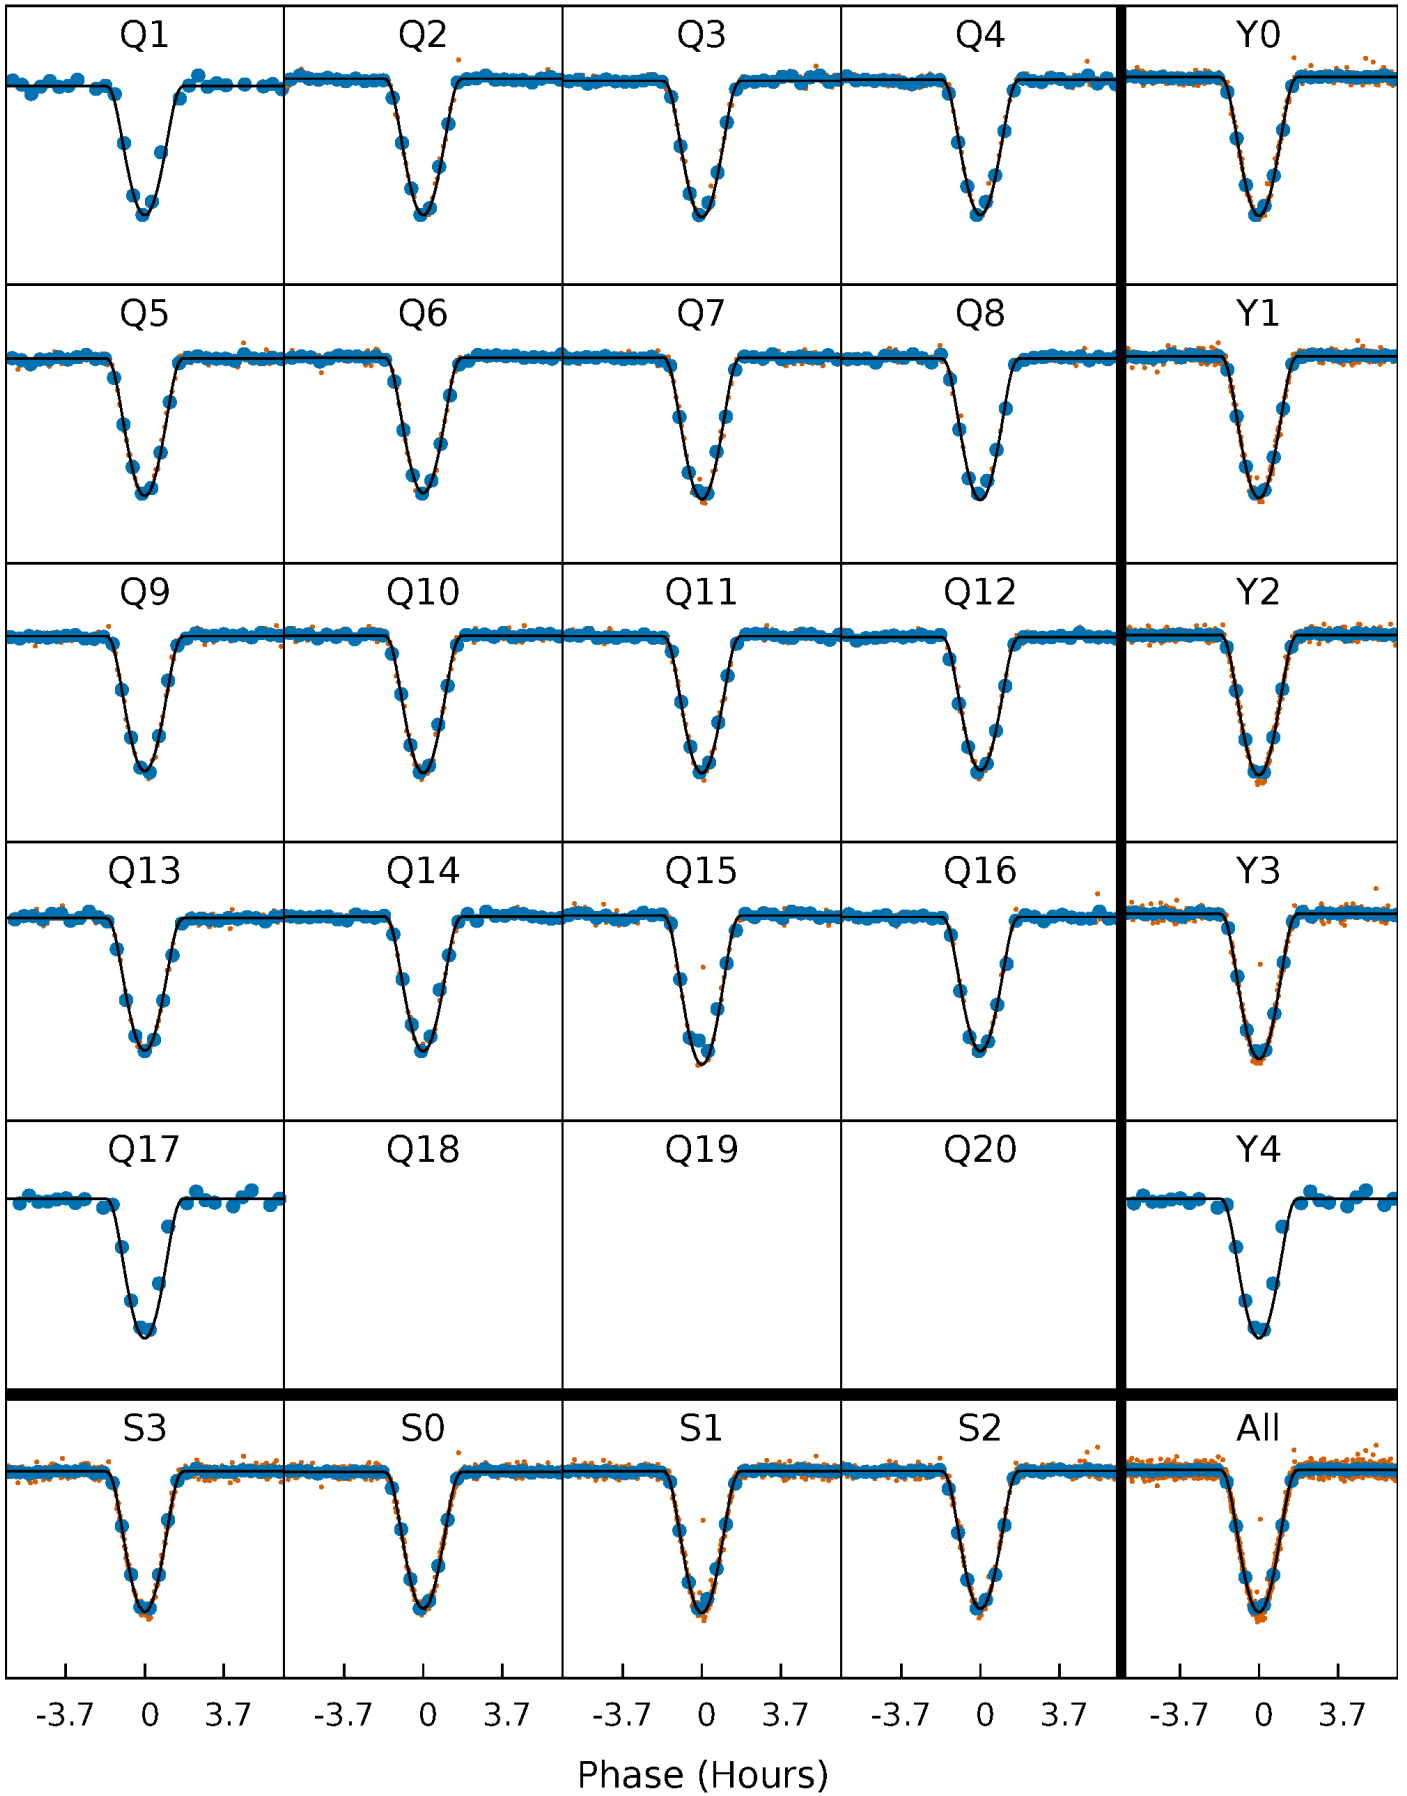 Q1 Q2 Q3 Q4 Y0
Q5 Q6 Q7 Q8 Y1
Q9 Q10 Q11 Q12 Y2
Q13 Q14 Q15 Q16 Y3
Q17 Q18 Q19 Q20 Y4
S3 S0 S1 S2 All
-3.7 0 3.7 -3.7 0 3.7 -3.7 0 3.7 -3.7 0 3.7 -3.7 0 3.7
Phase (Hours)